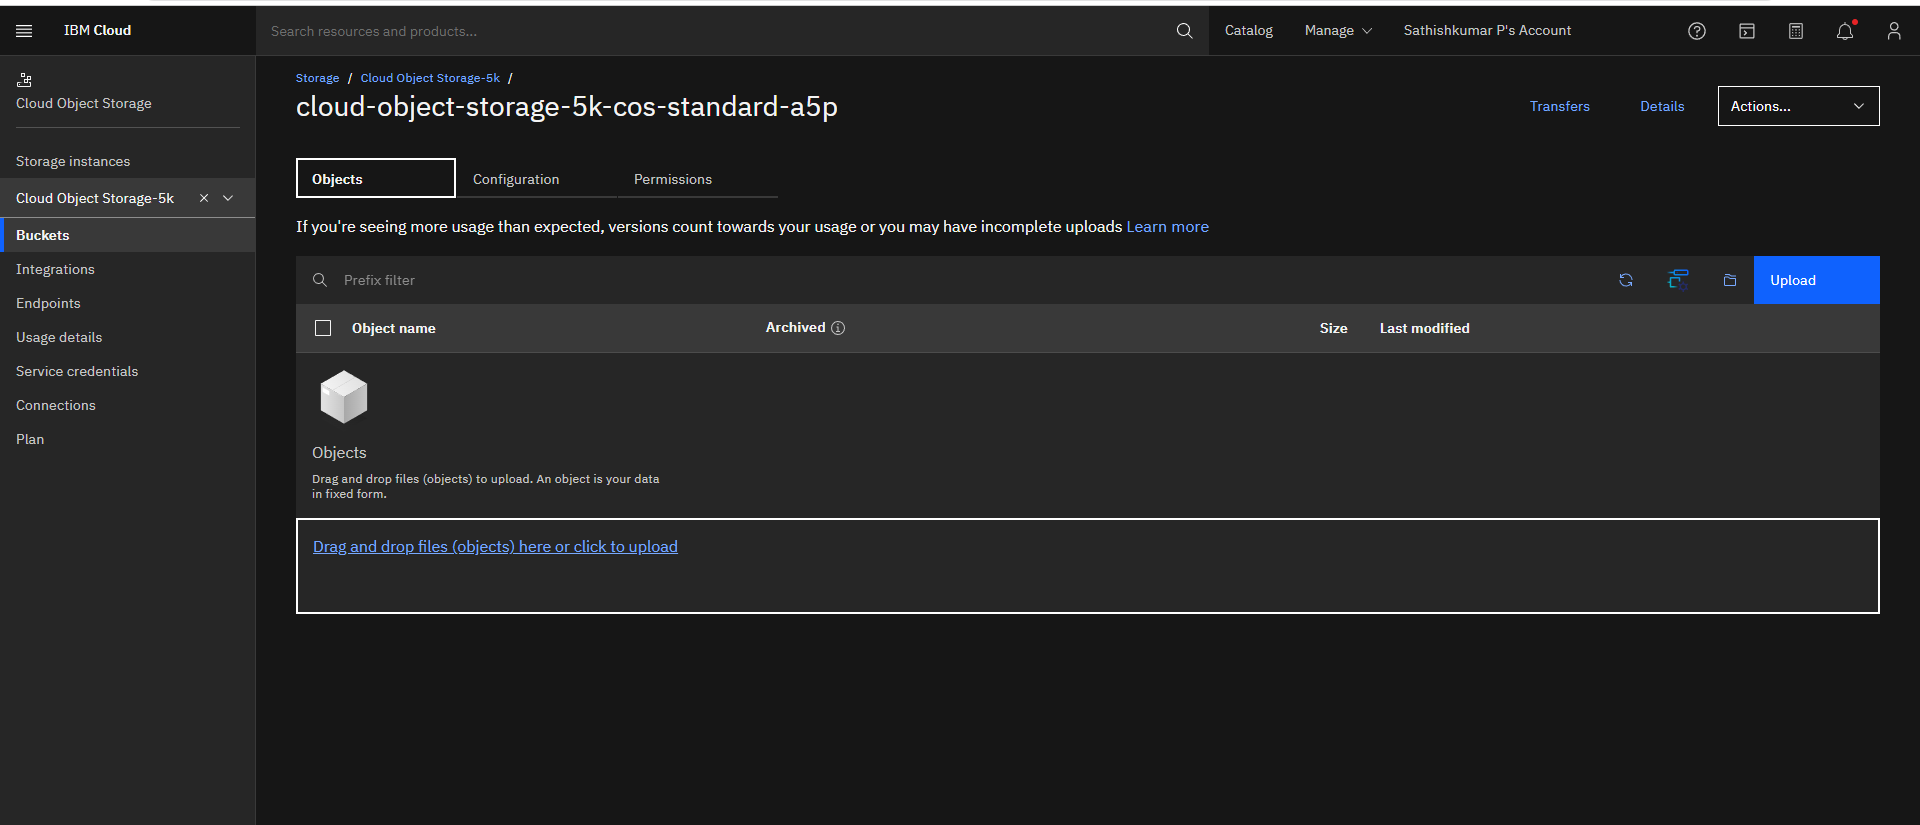 IBM Cloud
Search resources and products...
Catalog
Manage
Sathishkumar P's Account
Cloud Object Storage
Storage instances
Cloud Object Storage-5k
Buckets
Integrations
Endpoints
Usage details
Service credentials
Connections
Plan
Storage / Cloud Object Storage-5k /
cloud-object-storage-5k-cos-standard-a5p
Transfers
Details
Actions...
Objects
Configuration
Permissions
If you're seeing more usage than expected, versions count towards your usage or you may have incomplete uploads Learn more
Prefix filter
Upload
Object name
Archived
Size
Last modified
Objects
Drag and drop files (objects) to upload. An object is your data
in fixed form.
Drag and drop files (objects) here or click to upload